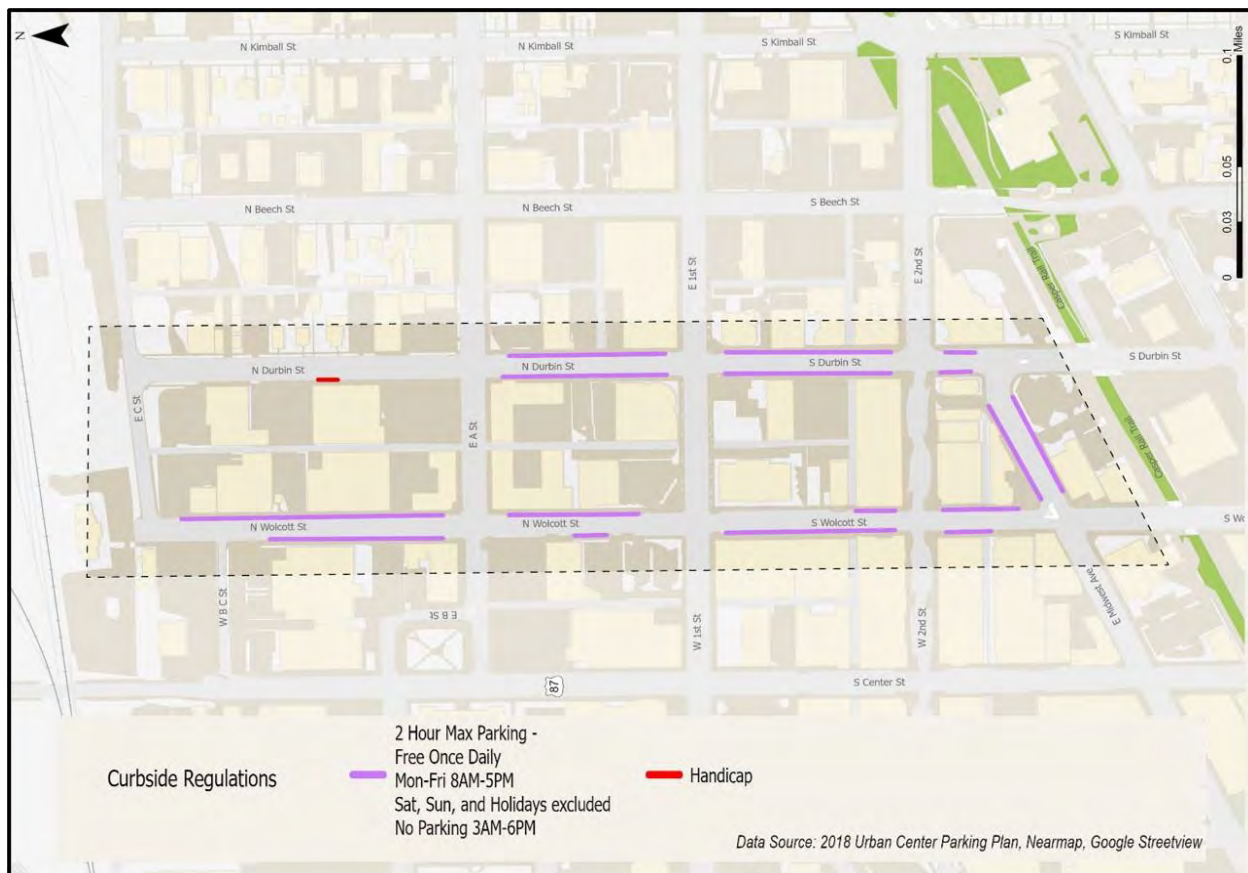 N
N Kimball St
N Kimball St
S Kimball St
S Kimball St
0.1
Miles
0.05
0.03
0
N Beech St
N Beech St
S Beech St
E 1st St
E 2nd St
Casper Rail Trail
N Durbin St
N Durbin St
S Durbin St
S Durbin St
E C St
E A St
Casper Rail Trail
N Wolcott St
N Wolcott St
S Wolcott St
S Wo
W B C St
E B St
W 1st St
W 2nd St
E Midwest Ave
87
S Center St
Curbside Regulations
2 Hour Max Parking -
Free Once Daily
Mon-Fri 8AM-5PM
Sat, Sun, and Holidays excluded
No Parking 3AM-6PM
Handicap
Data Source: 2018 Urban Center Parking Plan, Nearmap, Google Streetview